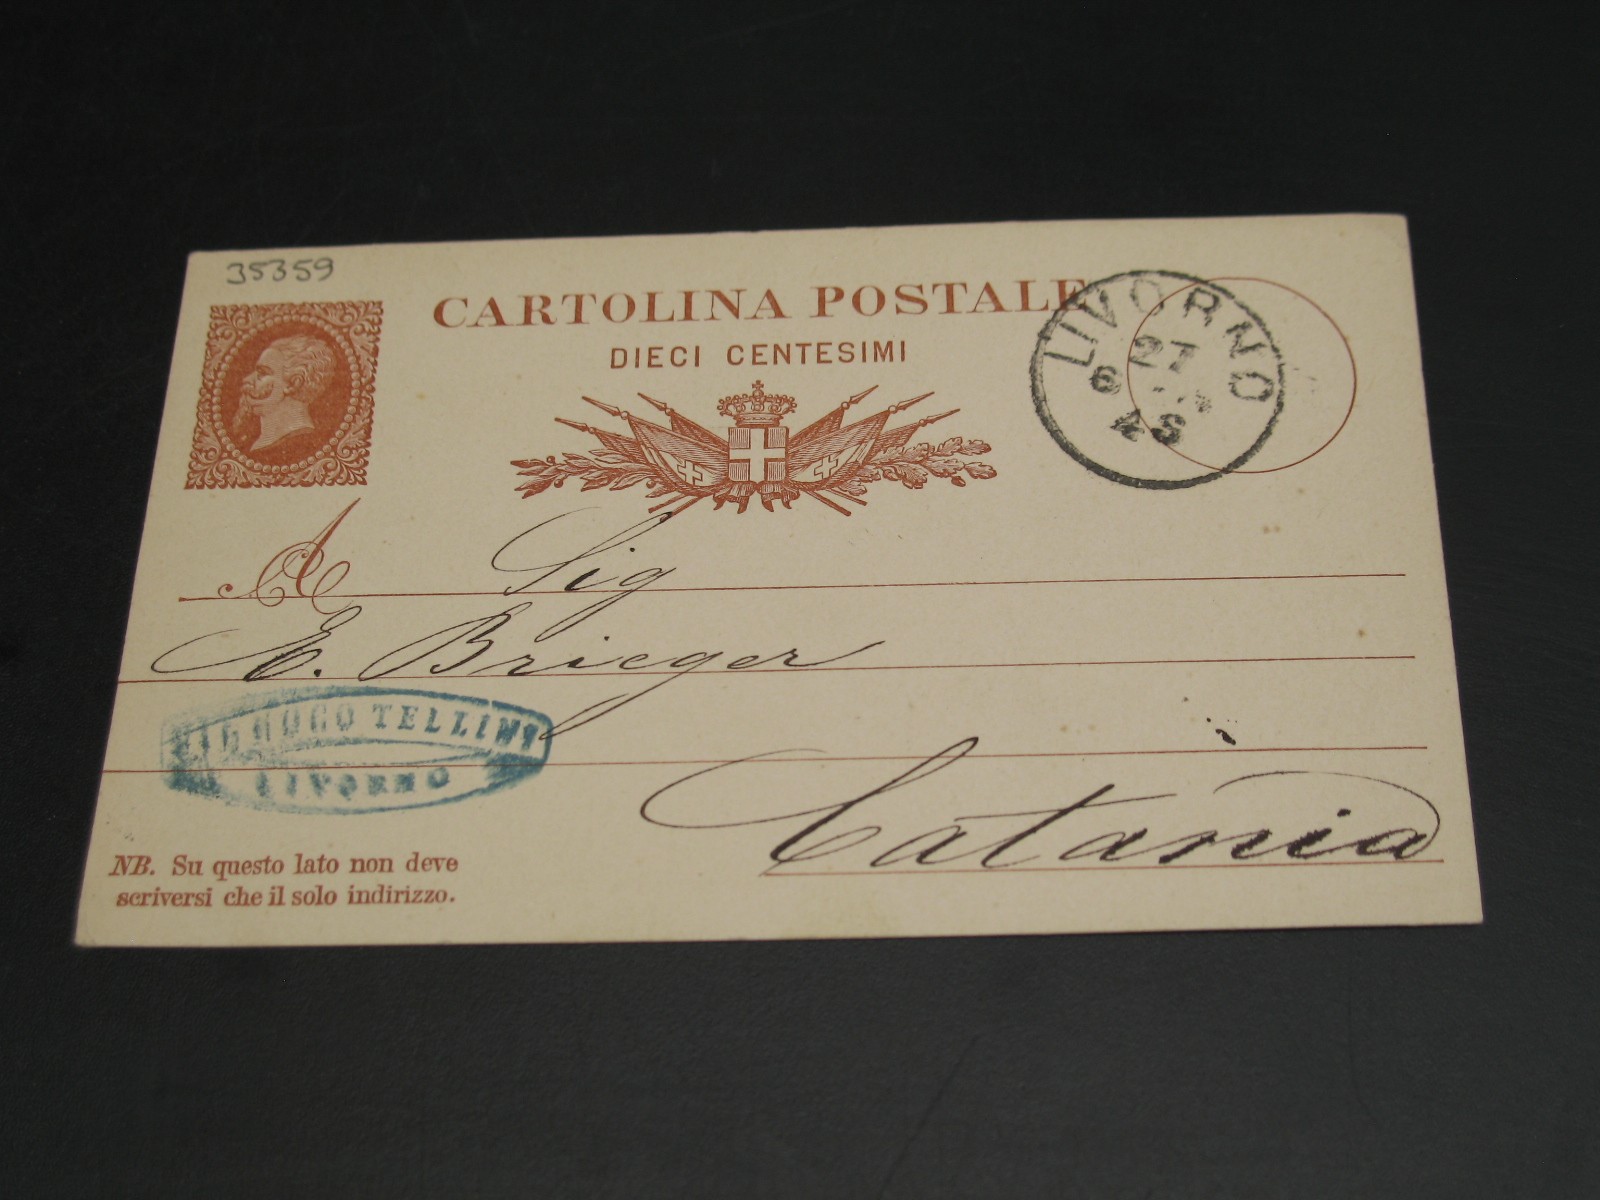 35359
CARTOLINA POSTALE
DIECI CENTESIMI
LIVORNO
27
6
A Sig
E. Brieger
TELLINI
LIVORNO
Catania
NB. Su questo lato non deve
scriversi che il solo indirizzo.